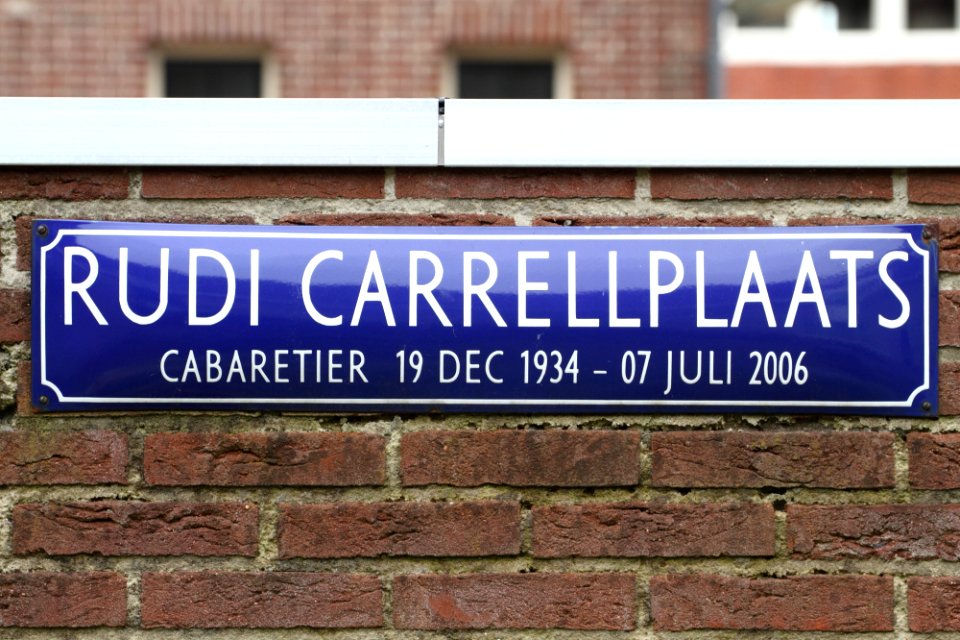 RUDI CARRELLPLAATS
CABARETIER 19 DEC 1934 – 07 JULI 2006